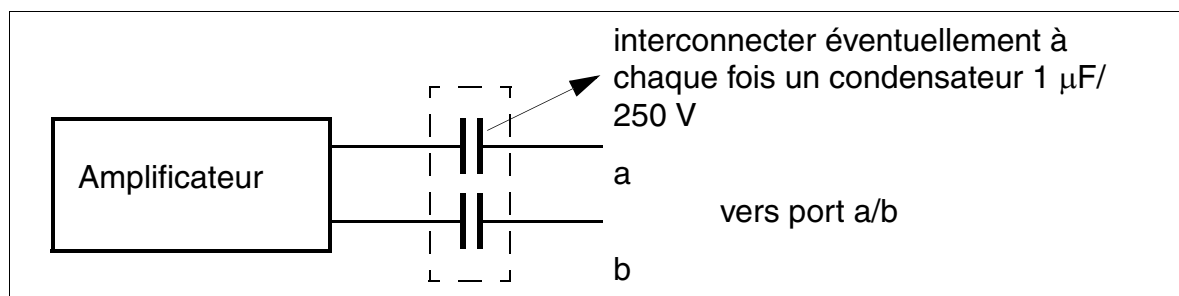 interconnecter éventuellement à
chaque fois un condensateur 1 μF/
250 V
Amplificateur
a
vers port a/b
b